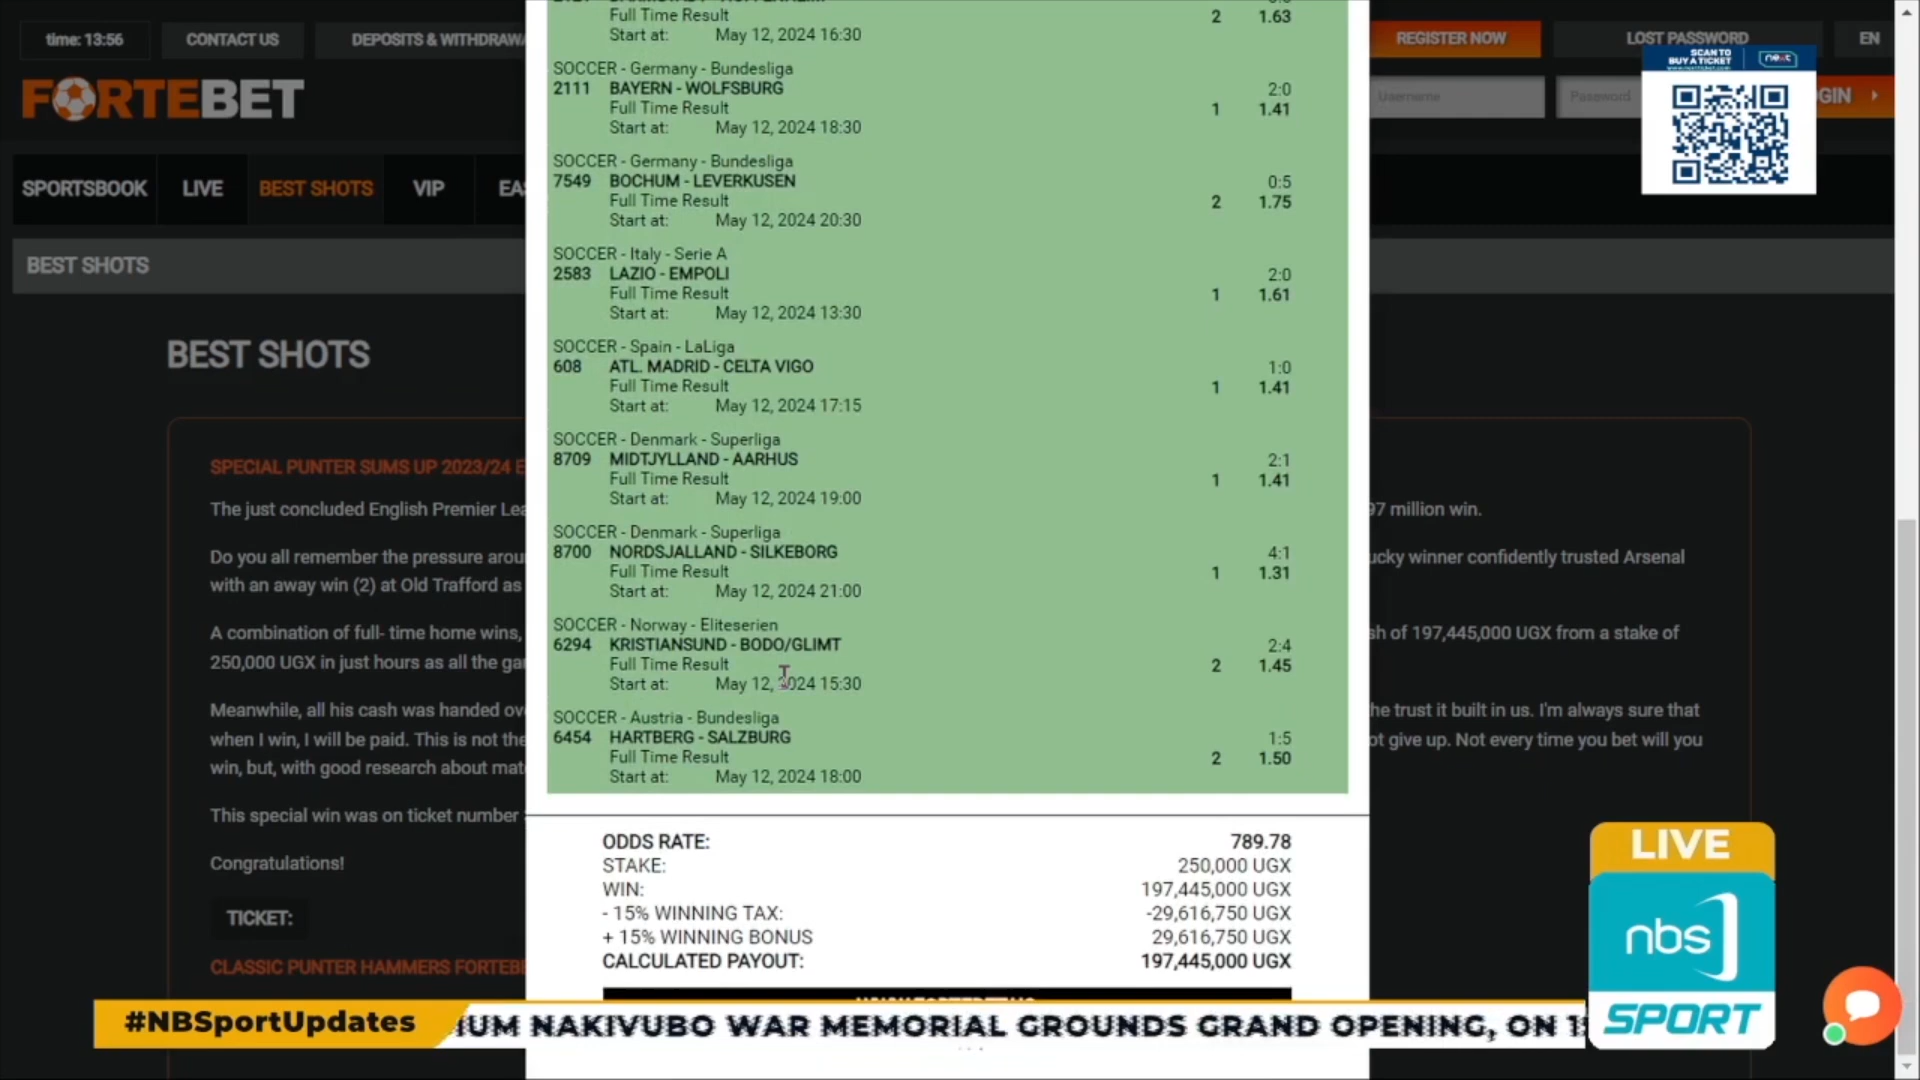 time: 13:56
CONTACT US
DEPOSITS & WITHDRAWA
REGISTER NOW
LOST PASSWORD
EN
FORTEBET
Username
Password
GIN
SCAN TO
BUY A TICKET
next
SPORTSBOOK
LIVE
BEST SHOTS
VIP
EAS
BEST SHOTS
BEST SHOTS
SPECIAL PUNTER SUMS UP 2023/24 E
The just concluded English Premier Lea
97 million win.
Do you all remember the pressure arou
ucky winner confidently trusted Arsenal
with an away win (2) at Old Trafford as
A combination of full- time home wins,
sh of 197,445,000 UGX from a stake of
250,000 UGX in just hours as all the ga
Meanwhile, all his cash was handed ov
he trust it built in us. I'm always sure that
when I win, I will be paid. This is not the
ot give up. Not every time you bet will you
win, but, with good research about mat
This special win was on ticket number
Congratulations!
TICKET:
CLASSIC PUNTER HAMMERS FORTEBE
Full Time Result 2 1.63
Start at: May 12, 2024 16:30
SOCCER - Germany - Bundesliga
2111 BAYERN - WOLFSBURG 2:0
Full Time Result 1 1.41
Start at: May 12, 2024 18:30
SOCCER - Germany - Bundesliga
7549 BOCHUM - LEVERKUSEN 0:5
Full Time Result 2 1.75
Start at: May 12, 2024 20:30
SOCCER - Italy - Serie A
2583 LAZIO - EMPOLI 2:0
Full Time Result 1 1.61
Start at: May 12, 2024 13:30
SOCCER - Spain - LaLiga
608 ATL. MADRID - CELTA VIGO 1:0
Full Time Result 1 1.41
Start at: May 12, 2024 17:15
SOCCER - Denmark - Superliga
8709 MIDTJYLLAND - AARHUS 2:1
Full Time Result 1 1.41
Start at: May 12, 2024 19:00
SOCCER - Denmark - Superliga
8700 NORDSJALLAND - SILKEBORG 4:1
Full Time Result 1 1.31
Start at: May 12, 2024 21:00
SOCCER - Norway - Eliteserien
6294 KRISTIANSUND - BODO/GLIMT 2:4
Full Time Result 2 1.45
Start at: May 12, 2024 15:30
SOCCER - Austria - Bundesliga
6454 HARTBERG - SALZBURG 1:5
Full Time Result 2 1.50
Start at: May 12, 2024 18:00
ODDS RATE: 789.78
STAKE: 250,000 UGX
WIN: 197,445,000 UGX
- 15% WINNING TAX: -29,616,750 UGX
+ 15% WINNING BONUS 29,616,750 UGX
CALCULATED PAYOUT: 197,445,000 UGX
LIVE
nbs
SPORT
#NBSportUpdates
IUM NAKIVUBO WAR MEMORIAL GROUNDS GRAND OPENING, ON 1